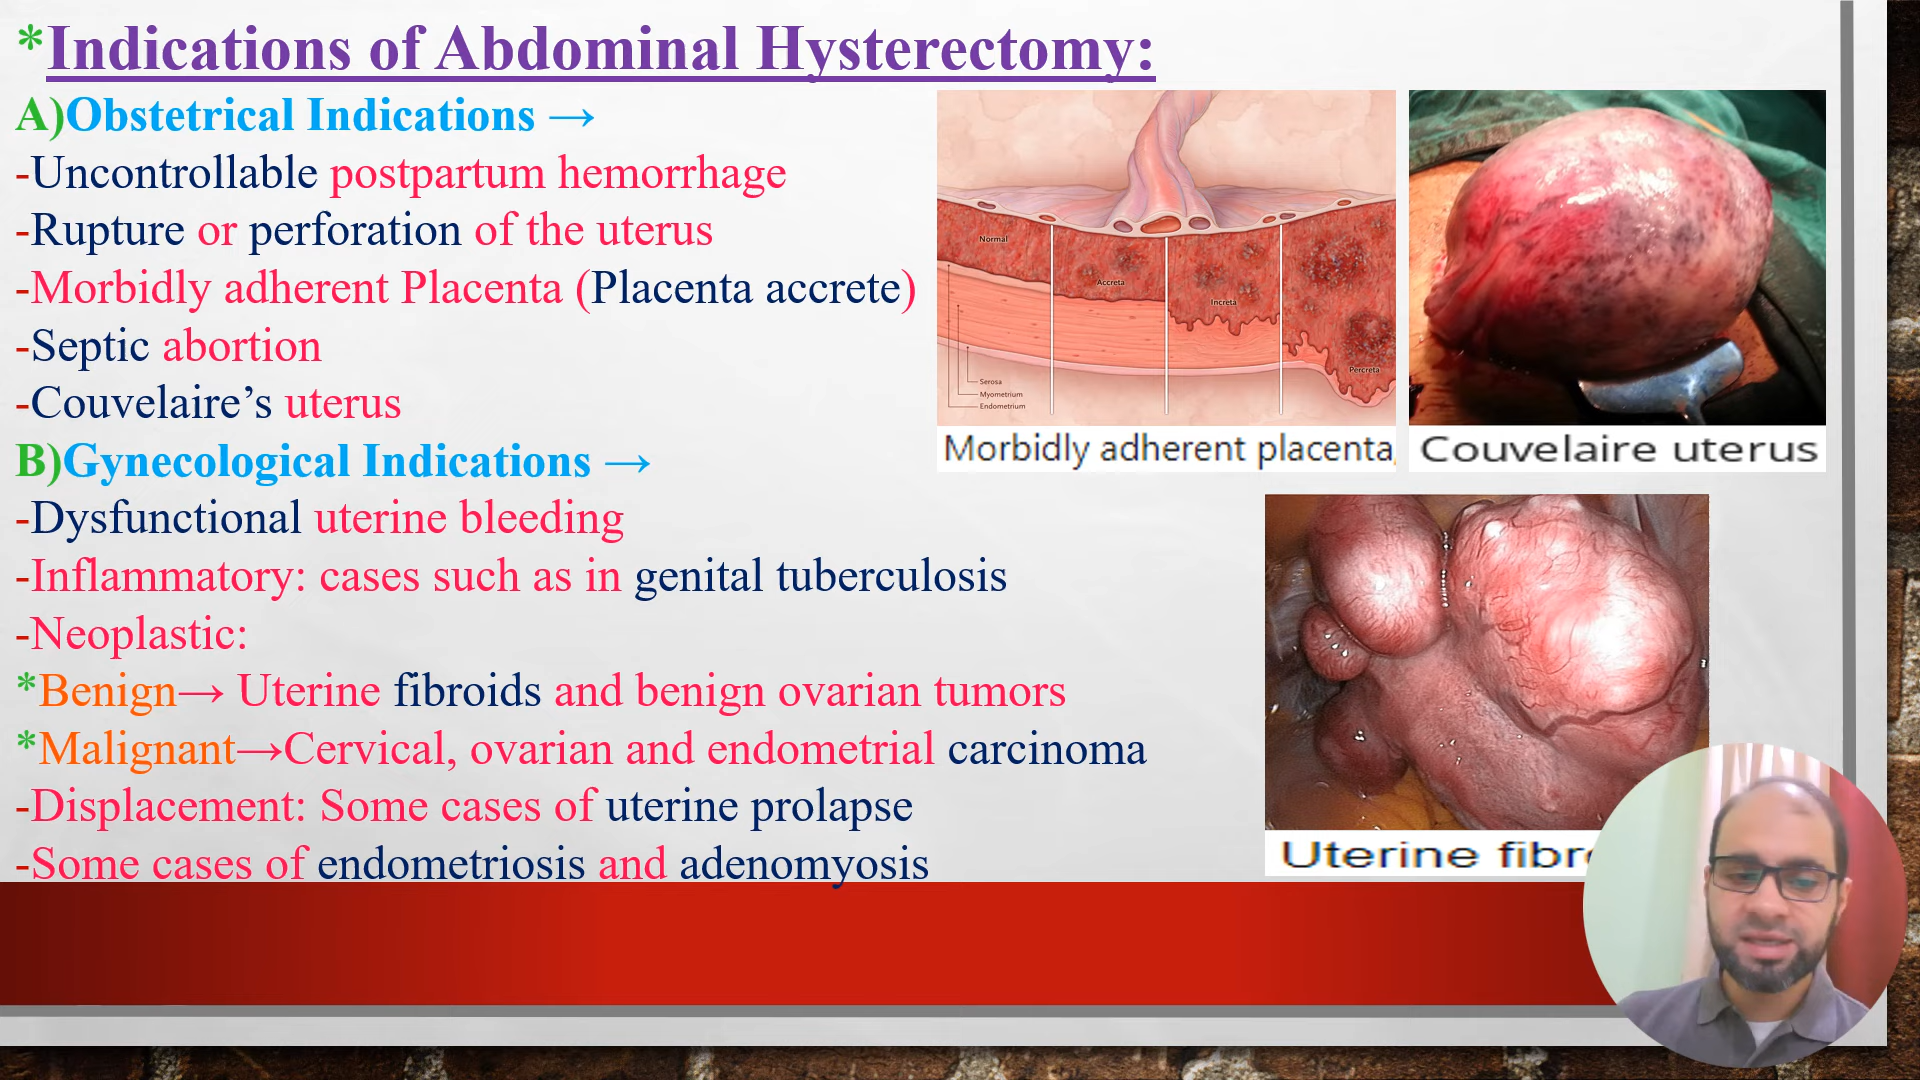 *Indications of Abdominal Hysterectomy:
A)Obstetrical Indications →
-Uncontrollable postpartum hemorrhage
-Rupture or perforation of the uterus
-Morbidly adherent Placenta (Placenta accrete)
-Septic abortion
-Couvelaire’s uterus
B)Gynecological Indications →
-Dysfunctional uterine bleeding
-Inflammatory: cases such as in genital tuberculosis
-Neoplastic:
*Benign→ Uterine fibroids and benign ovarian tumors
*Malignant→Cervical, ovarian and endometrial carcinoma
-Displacement: Some cases of uterine prolapse
-Some cases of endometriosis and adenomyosis
Normal
Accreta
Increta
Percreta
Serosa
Myometrium
Endometrium
Morbidly adherent placenta,
Couvelaire uterus
Uterine